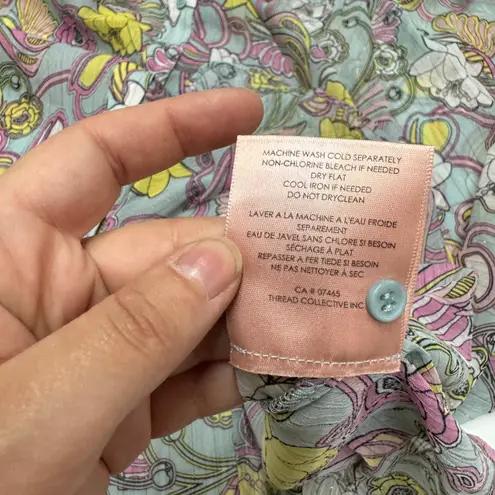 MACHINE WASH COLD SEPARATELY
NON-CHLORINE BLEACH IF NEEDED
DRY FLAT
COOL IRON IF NEEDED
DO NOT DRYCLEAN
LAVER A LA MACHINE A L'EAU FROIDE
SEPAREMENT
EAU DE JAVEL SANS CHLORE SI BESOIN
SÉCHAGE À PLAT
REPASSER A FER TIEDE SI BESOIN
NE PAS NETTOYER À SEC
CA # 07465
THREAD COLLECTIVE INC